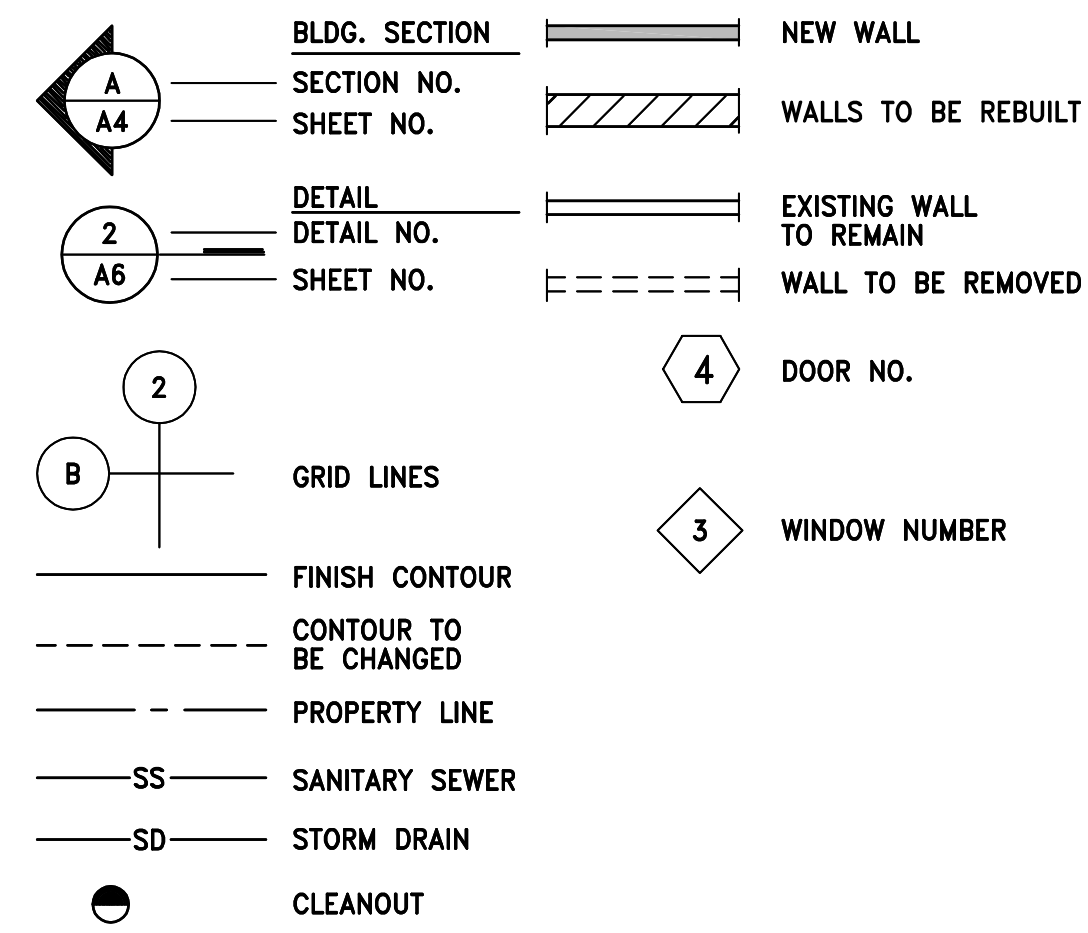 BLDG. SECTION
A
SECTION NO.
A4
SHEET NO.
DETAIL
2
DETAIL NO.
A6
SHEET NO.
2
B
GRID LINES
FINISH CONTOUR
CONTOUR TO
BE CHANGED
PROPERTY LINE
SS
SANITARY SEWER
SD
STORM DRAIN
CLEANOUT
NEW WALL
WALLS TO BE REBUILT
EXISTING WALL
TO REMAIN
WALL TO BE REMOVED
4
DOOR NO.
3
WINDOW NUMBER